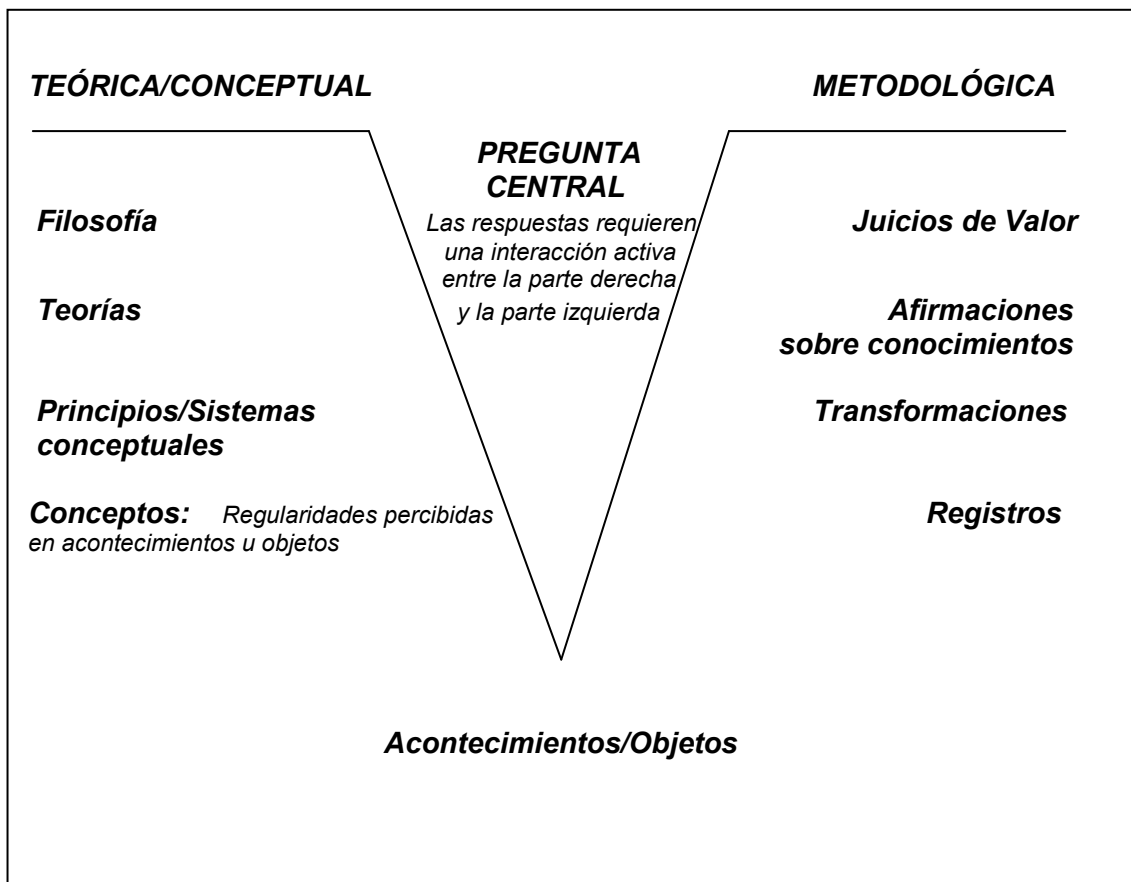 TEÓRICA/CONCEPTUAL
METODOLÓGICA
PREGUNTA
CENTRAL
Las respuestas requieren
una interacción activa
entre la parte derecha
y la parte izquierda
Filosofía
Teorías
Principios/Sistemas
conceptuales
Conceptos: Regularidades percibidas
en acontecimientos u objetos
Juicios de Valor
Afirmaciones
sobre conocimientos
Transformaciones
Registros
Acontecimientos/Objetos